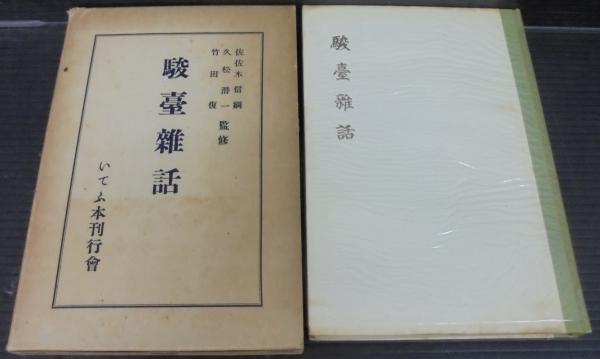 佐佐木信綱
久松潛一 監修
竹田復
駿臺雜話
いてふ本刊行會
駿臺雜話